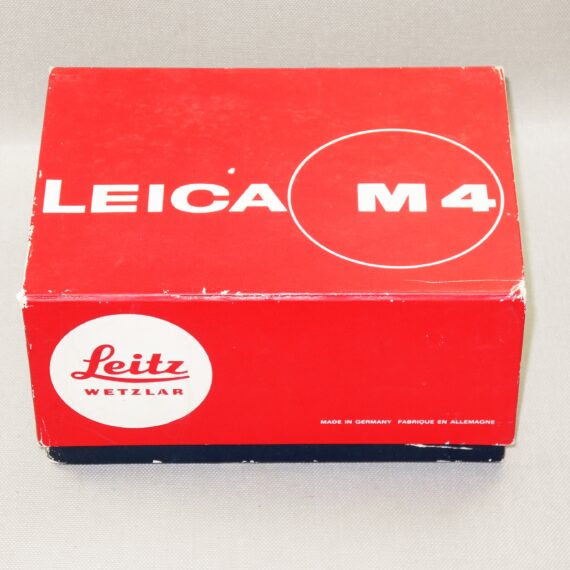 LEICA M4
Leitz
WETZLAR
MADE IN GERMANY FABRIQUE EN ALLEMAGNE